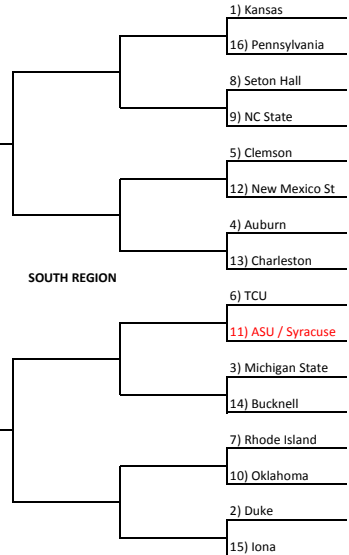 1) Kansas
16) Pennsylvania
8) Seton Hall
9) NC State
5) Clemson
12) New Mexico St
4) Auburn
13) Charleston
SOUTH REGION
6) TCU
11) ASU / Syracuse
3) Michigan State
14) Bucknell
7) Rhode Island
10) Oklahoma
2) Duke
15) Iona